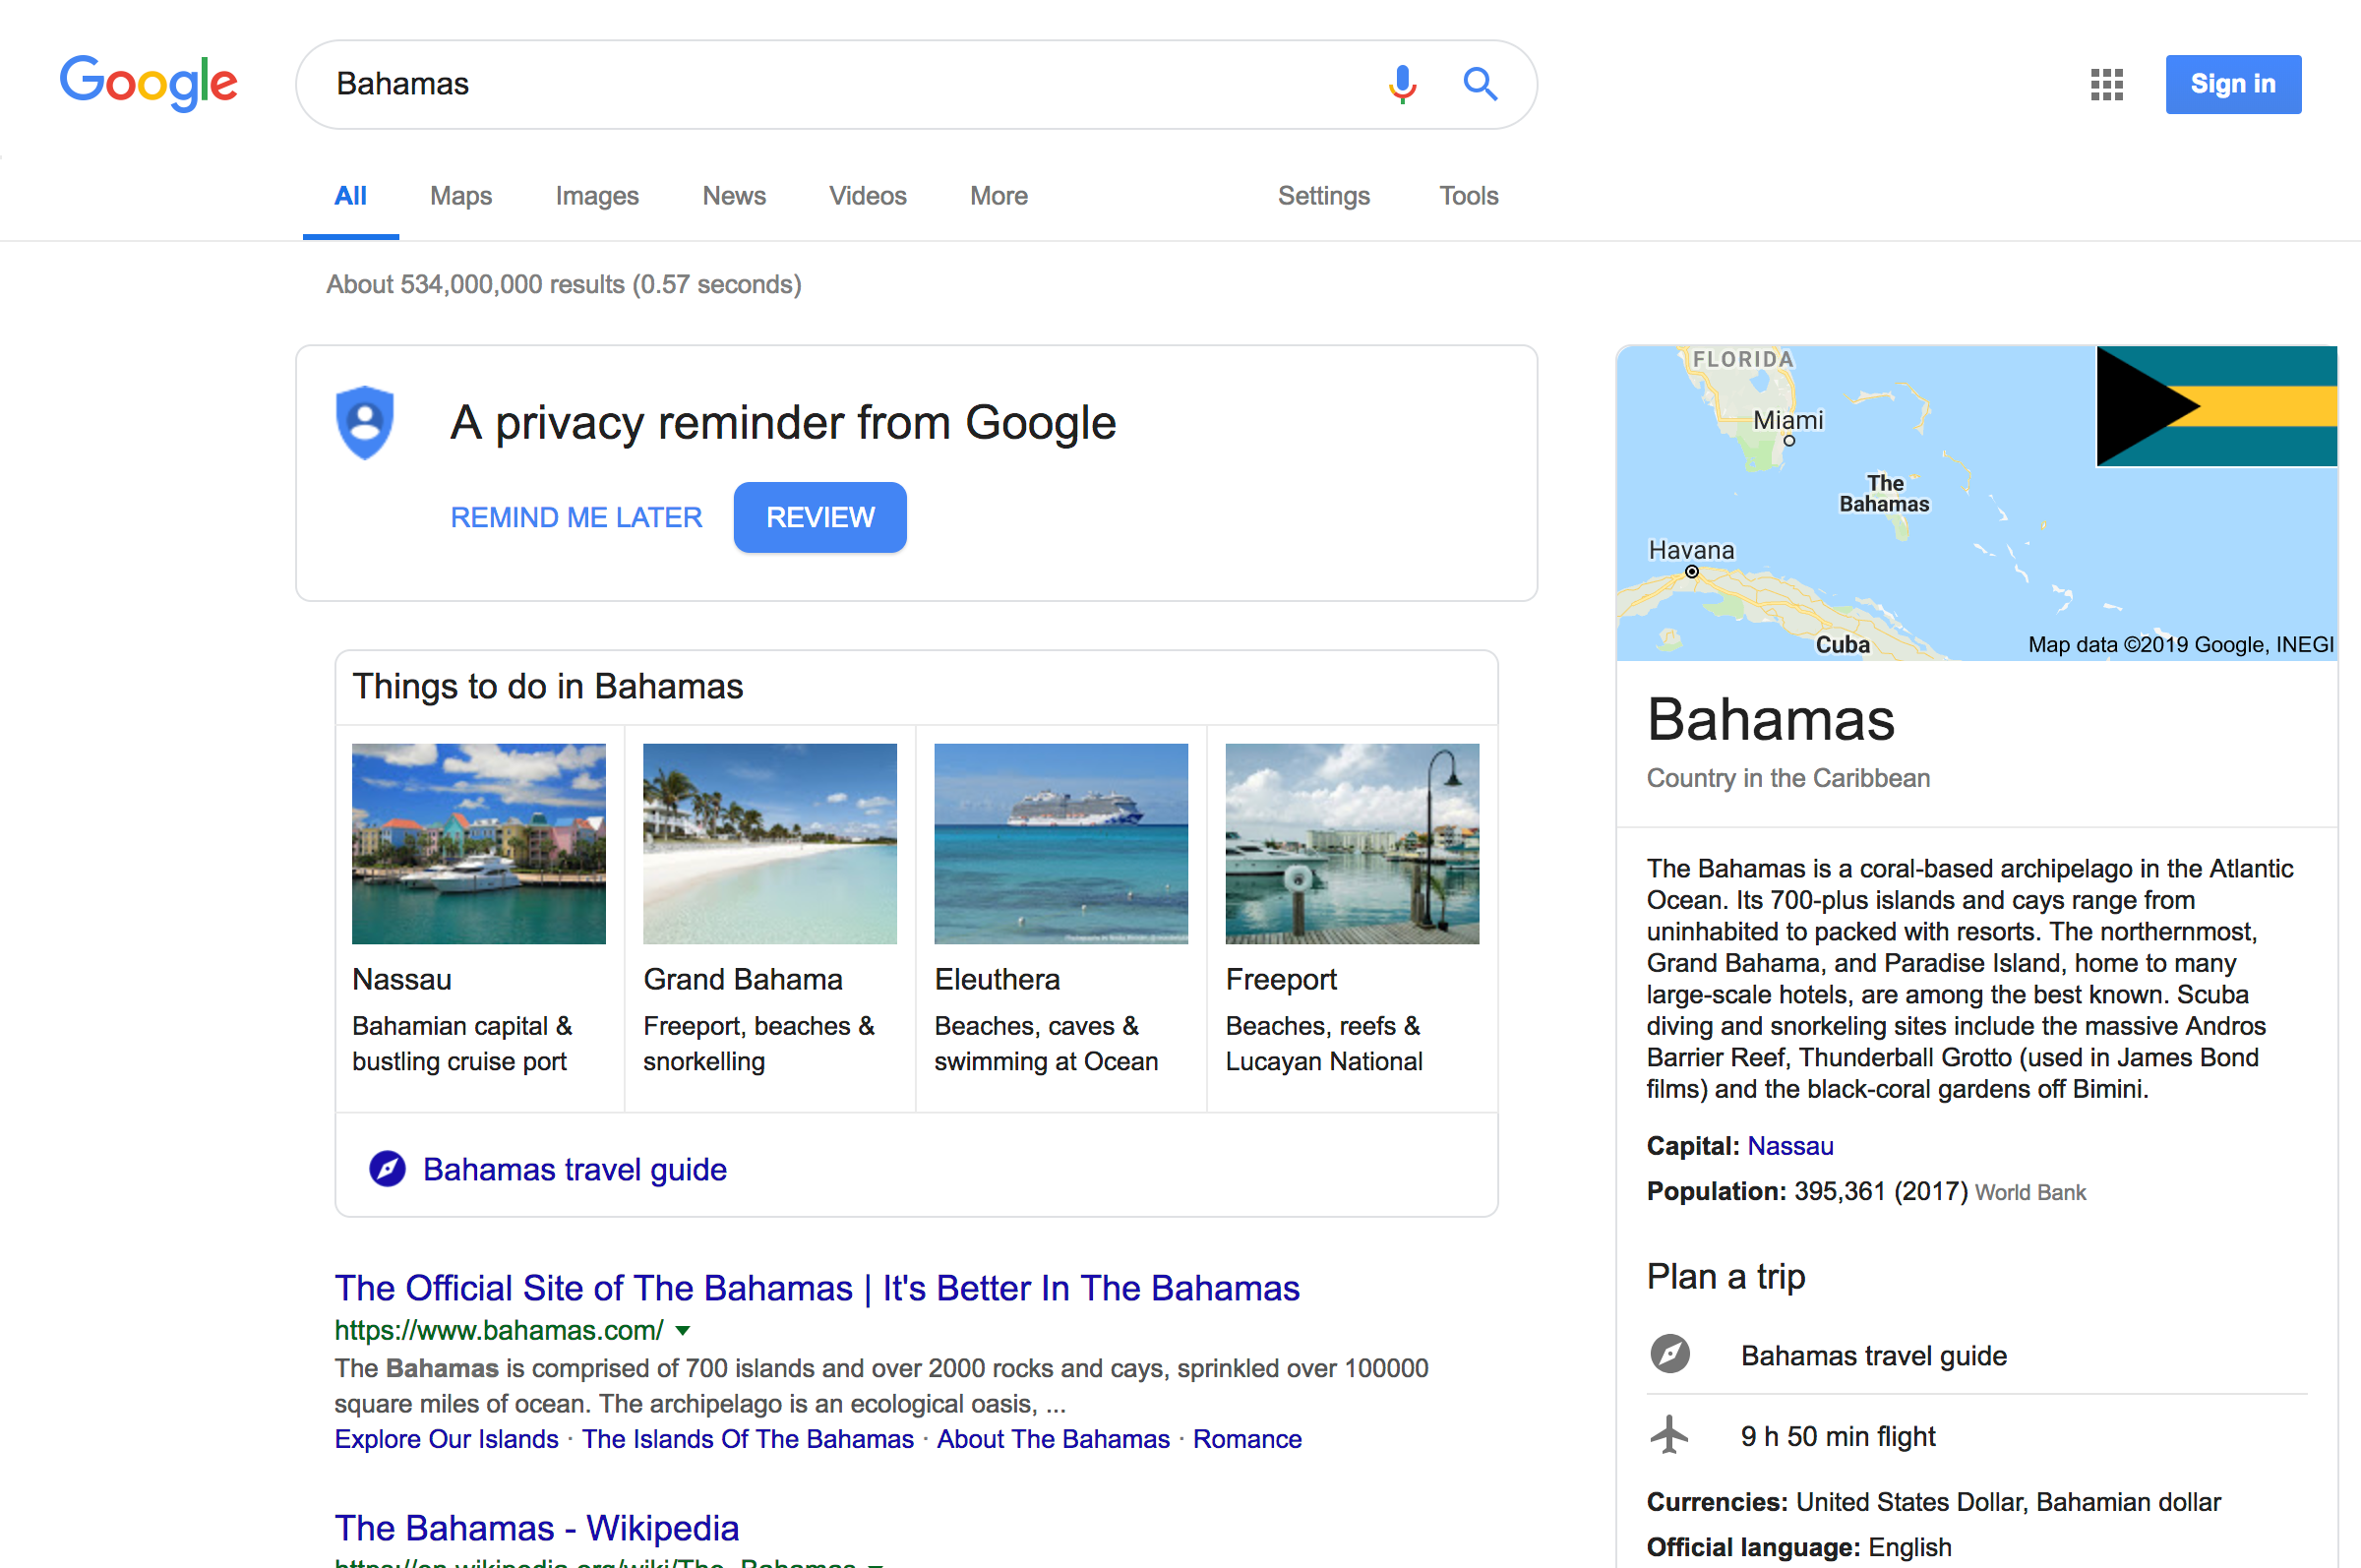 Google
Bahamas
Sign in
All Maps Images News Videos More Settings Tools
About 534,000,000 results (0.57 seconds)
A privacy reminder from Google
REMIND ME LATER REVIEW
Things to do in Bahamas
Nassau
Bahamian capital &
bustling cruise port
Grand Bahama
Freeport, beaches &
snorkelling
Eleuthera
Beaches, caves &
swimming at Ocean
Freeport
Beaches, reefs &
Lucayan National
Bahamas travel guide
The Official Site of The Bahamas | It's Better In The Bahamas
https://www.bahamas.com/
The Bahamas is comprised of 700 islands and over 2000 rocks and cays, sprinkled over 100000
square miles of ocean. The archipelago is an ecological oasis, ...
Explore Our Islands · The Islands Of The Bahamas · About The Bahamas · Romance
The Bahamas - Wikipedia
https://en.wikipedia.org/wiki/The_Bahamas
FLORIDA
Miami
The
Bahamas
Havana
Cuba
Map data ©2019 Google, INEGI
Bahamas
Country in the Caribbean
The Bahamas is a coral-based archipelago in the Atlantic
Ocean. Its 700-plus islands and cays range from
uninhabited to packed with resorts. The northernmost,
Grand Bahama, and Paradise Island, home to many
large-scale hotels, are among the best known. Scuba
diving and snorkeling sites include the massive Andros
Barrier Reef, Thunderball Grotto (used in James Bond
films) and the black-coral gardens off Bimini.
Capital: Nassau
Population: 395,361 (2017) World Bank
Plan a trip
Bahamas travel guide
9 h 50 min flight
Currencies: United States Dollar, Bahamian dollar
Official language: English